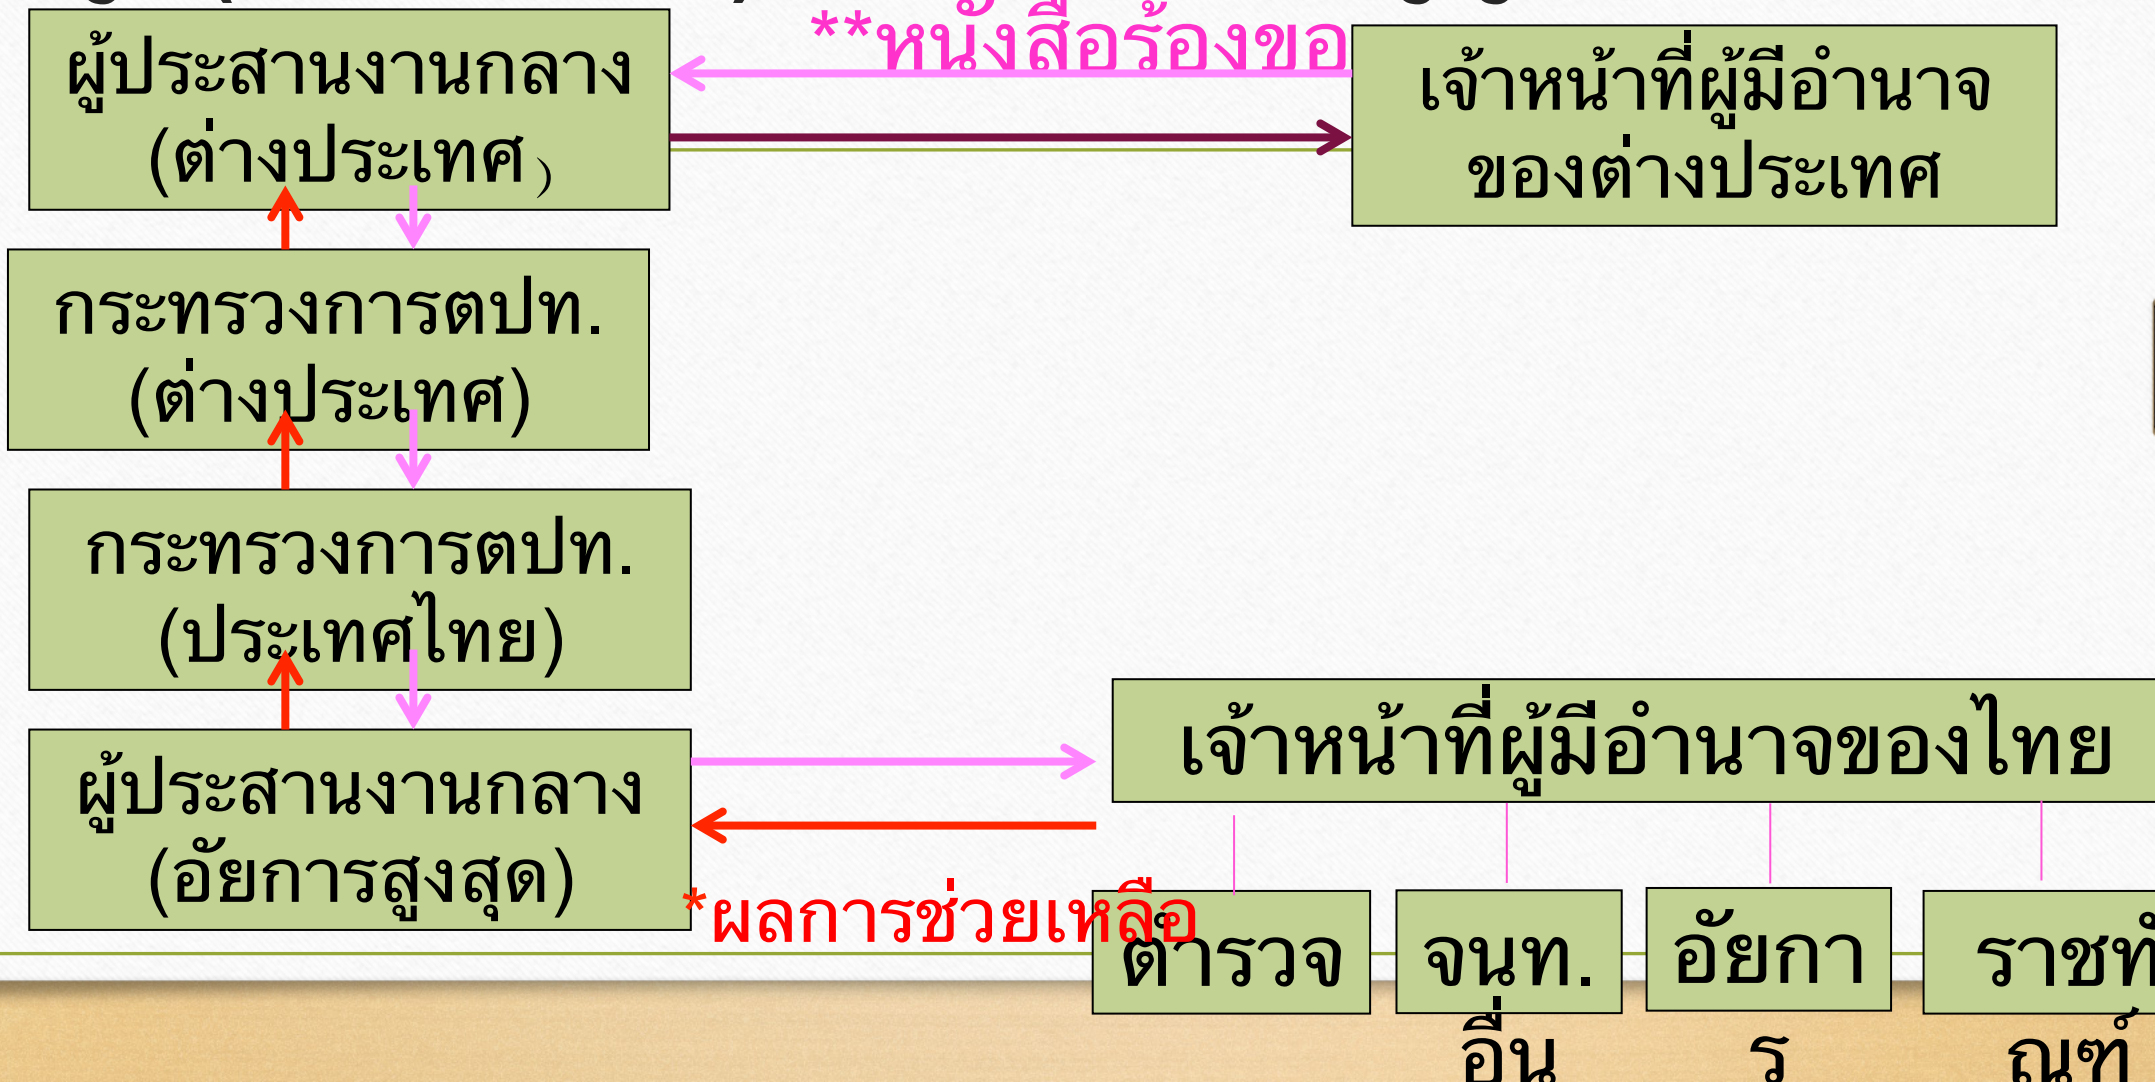 **หนังสือร้องขอ
ผู้ประสานงานกลาง
(ต่างประเทศ)
เจ้าหน้าที่ผู้มีอำนาจ
ของต่างประเทศ
กระทรวงการตปท.
(ต่างประเทศ)
กระทรวงการตปท.
(ประเทศไทย)
ผู้ประสานงานกลาง
(อัยการสูงสุด)
เจ้าหน้าที่ผู้มีอำนาจของไทย
*ผลการช่วยเหลือ
ตำรวจ
จนท.
อื่น
อัยกา
ร
ราชทั
ณฑ์